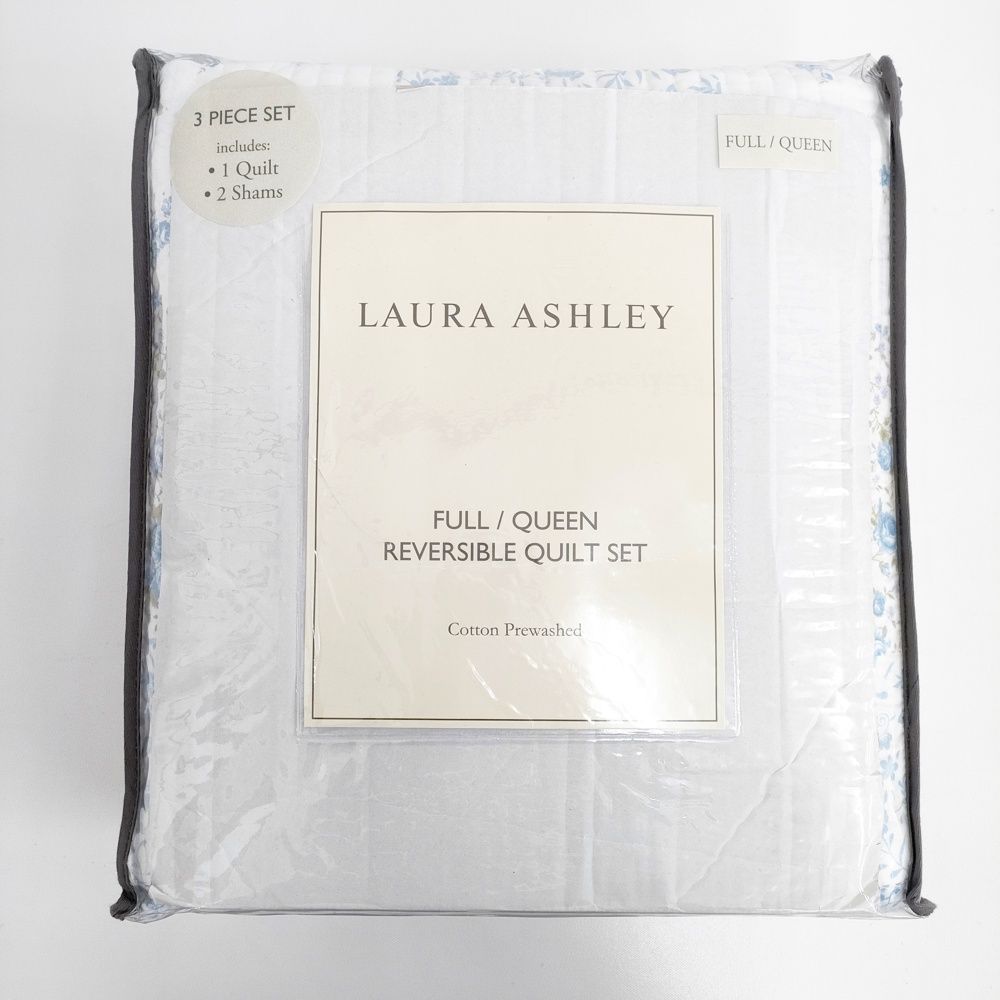 3 PIECE SET
includes:
• 1 Quilt
• 2 Shams
FULL / QUEEN
LAURA ASHLEY
FULL / QUEEN
REVERSIBLE QUILT SET
Cotton Prewashed